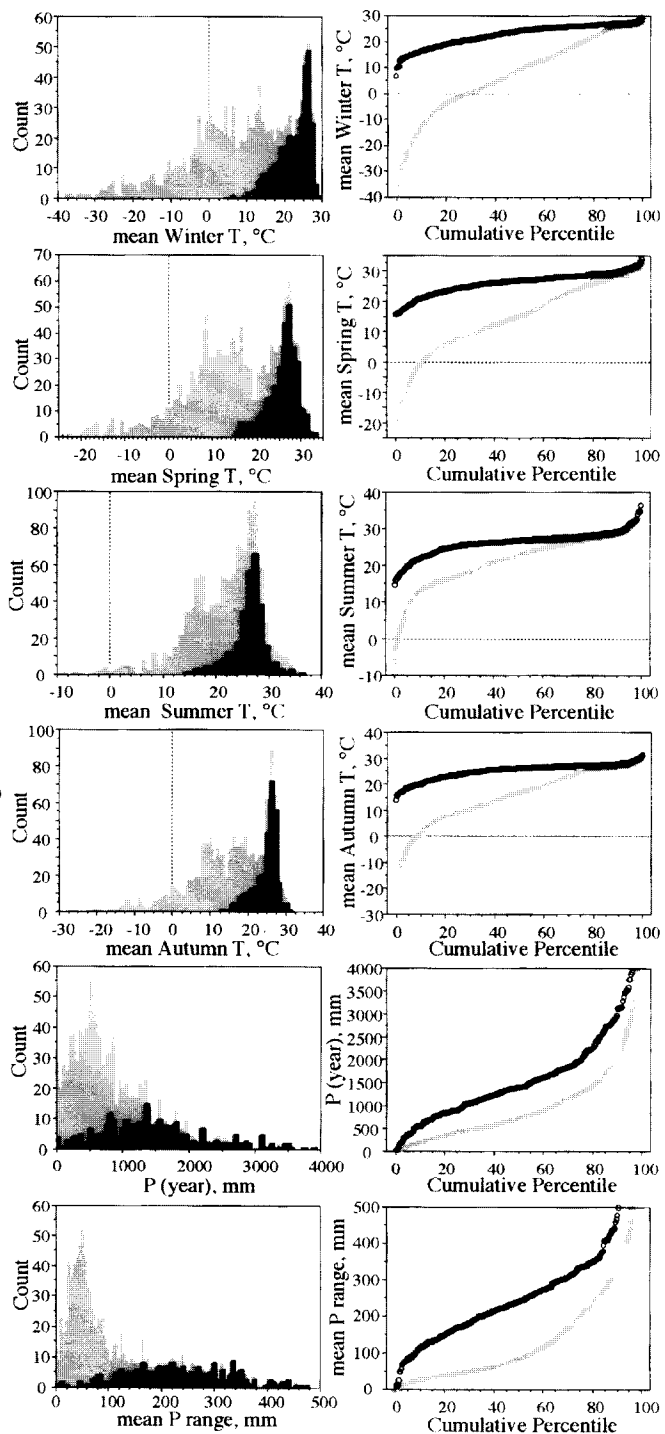 60
50
40
30
20
10
0
Count
-40 -30 -20 -10 0 10 20 30
mean Winter T, °C
30
20
10
0
-10
-20
-30
-40
mean Winter T, °C
0 20 40 60 80 100
Cumulative Percentile
70
60
50
40
30
20
10
0
Count
-20 -10 0 10 20 30
mean Spring T, °C
30
20
10
0
-10
-20
mean Spring T, °C
0 20 40 60 80 100
Cumulative Percentile
100
80
60
40
20
0
Count
-10 0 10 20 30 40
mean Summer T, °C
40
30
20
10
0
-10
mean Summer T, °C
0 20 40 60 80 100
Cumulative Percentile
100
80
60
40
20
0
Count
-30 -20 -10 0 10 20 30 40
mean Autumn T, °C
40
30
20
10
0
-10
-20
-30
mean Autumn T, °C
0 20 40 60 80 100
Cumulative Percentile
60
50
40
30
20
10
0
Count
0 1000 2000 3000 4000
P (year), mm
4000
3500
3000
2500
2000
1500
1000
500
0
P (year), mm
0 20 40 60 80 100
Cumulative Percentile
60
50
40
30
20
10
0
Count
0 100 200 300 400 500
mean P range, mm
500
400
300
200
100
0
mean P range, mm
0 20 40 60 80 100
Cumulative Percentile